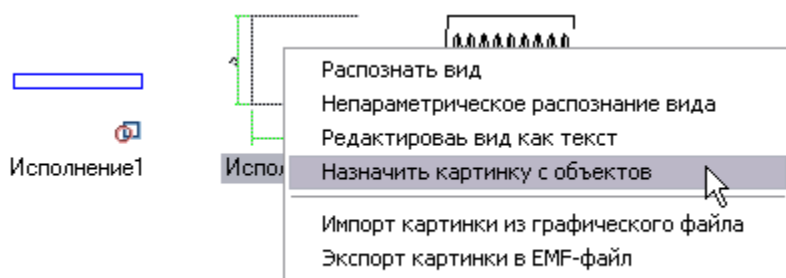 Распознать вид
Непараметрическое распознание вида
Редактироваь вид как текст
Исполнение1
Испо
Назначить картинку с объектов
Импорт картинки из графического файла
Экспорт картинки в EMF-файл